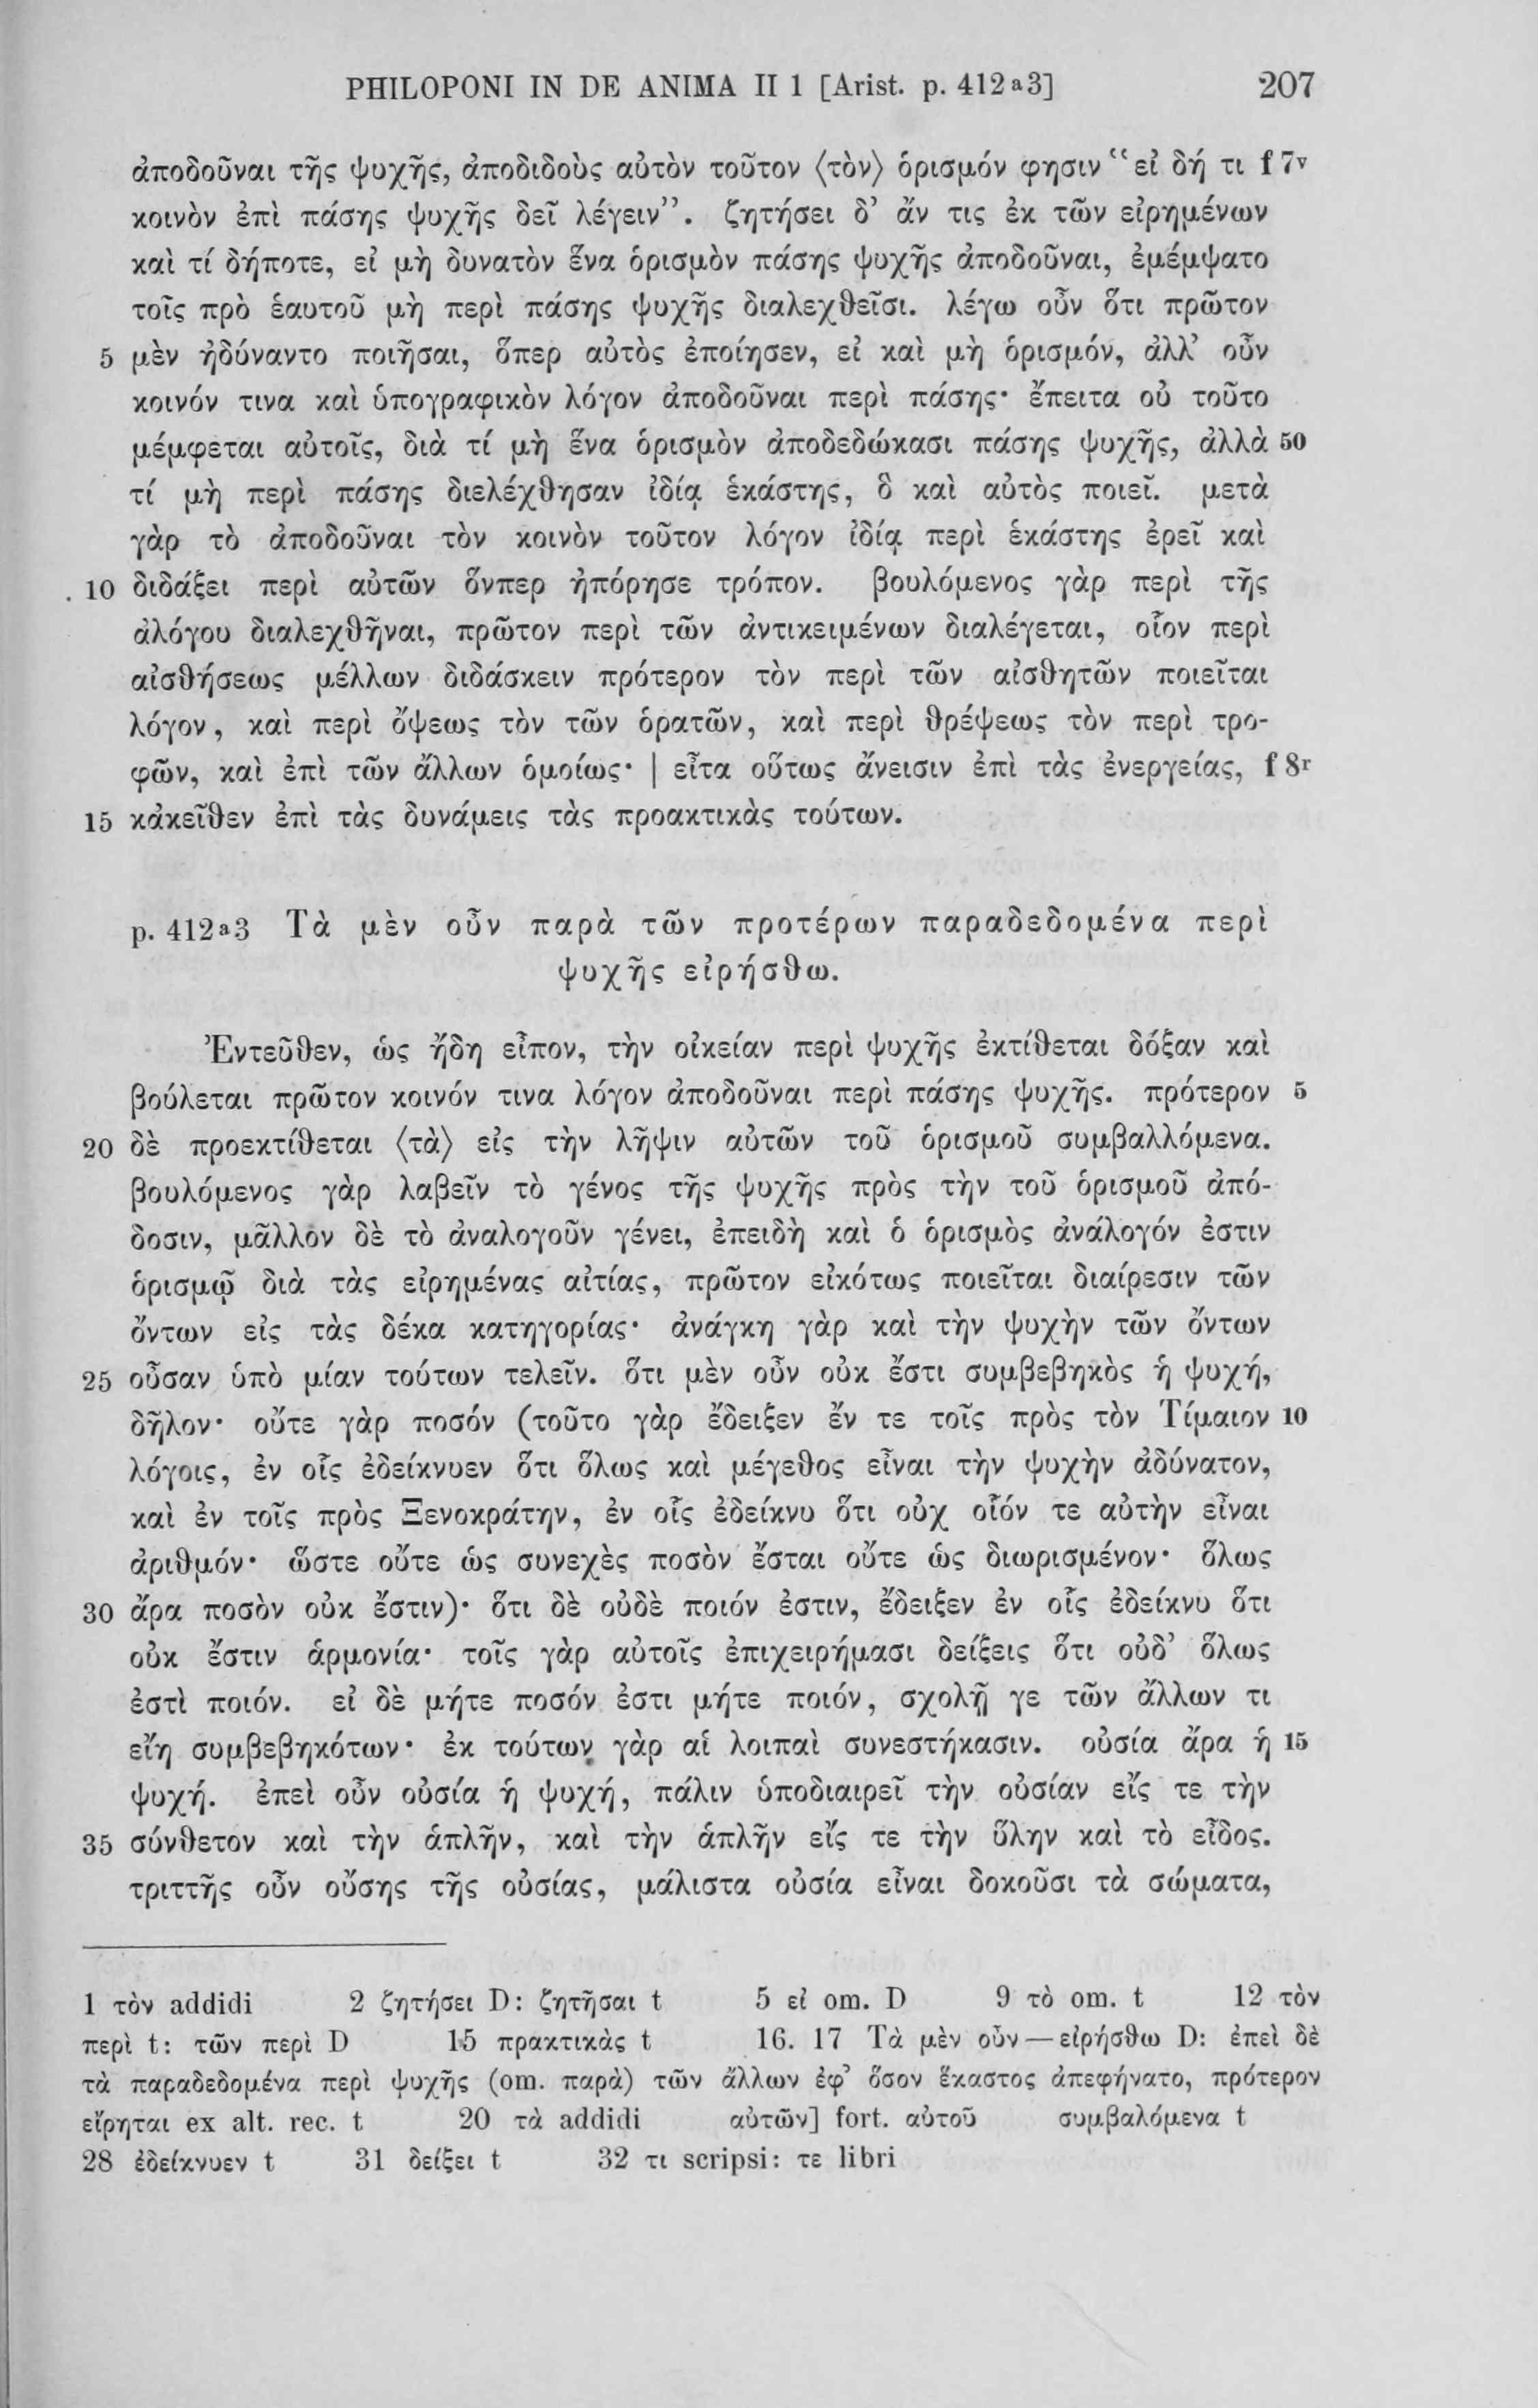 PHILOPONI IN DE ANIMA II 1 [Arist. p. 412 a 3] 207
ἀποδοῦναι τῆς ψυχῆς, ἀποδιδοὺς αὐτὸν τοῦτον ⟨τὸν⟩ ὁρισμόν φησιν “εἰ δή τι f 7v
κοινὸν ἐπὶ πάσης ψυχῆς δεῖ λέγειν”. ζητήσει δ’ ἄν τις ἐκ τῶν εἰρημένων
καὶ τί δήποτε, εἰ μὴ δυνατὸν ἕνα ὁρισμὸν πάσης ψυχῆς ἀποδοῦναι, ἐμέμψατο
τοῖς πρὸ ἑαυτοῦ μὴ περὶ πάσης ψυχῆς διαλεχθεῖσι. λέγω οὖν ὅτι πρῶτον
5 μὲν ἠδύναντο ποιῆσαι, ὅπερ αὐτὸς ἐποίησεν, εἰ καὶ μὴ ὁρισμόν, ἀλλ’ οὖν
κοινόν τινα καὶ ὑπογραφικὸν λόγον ἀποδοῦναι περὶ πάσης· ἔπειτα οὐ τοῦτο
μέμφεται αὐτοῖς, διὰ τί μὴ ἕνα ὁρισμὸν ἀποδεδώκασι πάσης ψυχῆς, ἀλλὰ 50
τί μὴ περὶ πάσης διελέχθησαν ἰδίᾳ ἑκάστης, ὃ καὶ αὐτὸς ποιεῖ. μετὰ
γὰρ τὸ ἀποδοῦναι τὸν κοινὸν τοῦτον λόγον ἰδίᾳ περὶ ἑκάστης ἐρεῖ καὶ
10 διδάξει περὶ αὐτῶν ὅνπερ ἠπόρησε τρόπον. βουλόμενος γὰρ περὶ τῆς
ἀλόγου διαλεχθῆναι, πρῶτον περὶ τῶν ἀντικειμένων διαλέγεται, οἷον περὶ
αἰσθήσεως μέλλων διδάσκειν πρότερον τὸν περὶ τῶν αἰσθητῶν ποιεῖται
λόγον, καὶ περὶ ὄψεως τὸν τῶν ὁρατῶν, καὶ περὶ θρέψεως τὸν περὶ τρο-
φῶν, καὶ ἐπὶ τῶν ἄλλων ὁμοίως· | εἶτα οὕτως ἄνεισιν ἐπὶ τὰς ἐνεργείας, f 8r
15 κἀκεῖθεν ἐπὶ τὰς δυνάμεις τὰς προακτικὰς τούτων.
p. 412a3 Τὰ μὲν οὖν παρὰ τῶν προτέρων παραδεδομένα περὶ
ψυχῆς εἰρήσθω.
Ἐντεῦθεν, ὡς ἤδη εἶπον, τὴν οἰκείαν περὶ ψυχῆς ἐκτίθεται δόξαν καὶ
βούλεται πρῶτον κοινόν τινα λόγον ἀποδοῦναι περὶ πάσης ψυχῆς. πρότερον 5
20 δὲ προεκτίθεται ⟨τὰ⟩ εἰς τὴν λῆψιν αὐτῶν τοῦ ὁρισμοῦ συμβαλλόμενα.
βουλόμενος γὰρ λαβεῖν τὸ γένος τῆς ψυχῆς πρὸς τὴν τοῦ ὁρισμοῦ ἀπό-
δοσιν, μᾶλλον δὲ τὸ ἀναλογοῦν γένει, ἐπειδὴ καὶ ὁ ὁρισμὸς ἀνάλογόν ἐστιν
ὁρισμῷ διὰ τὰς εἰρημένας αἰτίας, πρῶτον εἰκότως ποιεῖται διαίρεσιν τῶν
ὄντων εἰς τὰς δέκα κατηγορίας· ἀνάγκη γὰρ καὶ τὴν ψυχὴν τῶν ὄντων
25 οὖσαν ὑπὸ μίαν τούτων τελεῖν. ὅτι μὲν οὖν οὐκ ἔστι συμβεβηκὸς ἡ ψυχή,
δῆλον· οὔτε γὰρ ποσόν (τοῦτο γὰρ ἔδειξεν ἔν τε τοῖς πρὸς τὸν Τίμαιον 10
λόγοις, ἐν οἷς ἐδείκνυεν ὅτι ὅλως καὶ μέγεθος εἶναι τὴν ψυχὴν ἀδύνατον,
καὶ ἐν τοῖς πρὸς Ξενοκράτην, ἐν οἷς ἐδείκνυ ὅτι οὐχ οἷόν τε αὐτὴν εἶναι
ἀριθμόν· ὥστε οὔτε ὡς συνεχὲς ποσὸν ἔσται οὔτε ὡς διωρισμένον· ὅλως
30 ἄρα ποσὸν οὐκ ἔστιν)· ὅτι δὲ οὐδὲ ποιόν ἐστιν, ἔδειξεν ἐν οἷς ἐδείκνυ ὅτι
οὐκ ἔστιν ἁρμονία· τοῖς γὰρ αὐτοῖς ἐπιχειρήμασι δείξεις ὅτι οὐδ’ ὅλως
ἐστὶ ποιόν. εἰ δὲ μήτε ποσόν ἐστι μήτε ποιόν, σχολῇ γε τῶν ἄλλων τι
εἴη συμβεβηκότων· ἐκ τούτων γὰρ αἱ λοιπαὶ συνεστήκασιν. οὐσία ἄρα ἡ 15
ψυχή. ἐπεὶ οὖν οὐσία ἡ ψυχή, πάλιν ὑποδιαιρεῖ τὴν οὐσίαν εἴς τε τὴν
35 σύνθετον καὶ τὴν ἁπλῆν, καὶ τὴν ἁπλῆν εἴς τε τὴν ὕλην καὶ τὸ εἶδος.
τριττῆς οὖν οὔσης τῆς οὐσίας, μάλιστα οὐσία εἶναι δοκοῦσι τὰ σώματα,
1 τὸν addidi 2 ζητήσει D: ζητῆσαι t 5 εἰ om. D 9 τὸ om. t 12 τὸν
περὶ t: τῶν περὶ D 15 πρακτικὰς t 16. 17 Τὰ μὲν οὖν — εἰρήσθω D: ἐπεὶ δὲ
τὰ παραδεδομένα περὶ ψυχῆς (om. παρὰ) τῶν ἄλλων ἐφ’ ὅσον ἕκαστος ἀπεφήνατο, πρότερον
εἴρηται ex alt. rec. t 20 τὰ addidi αὐτῶν] fort. αὐτοῦ συμβαλόμενα t
28 ἐδείκνυεν t 31 δείξει t 32 τι scripsi: τε libri